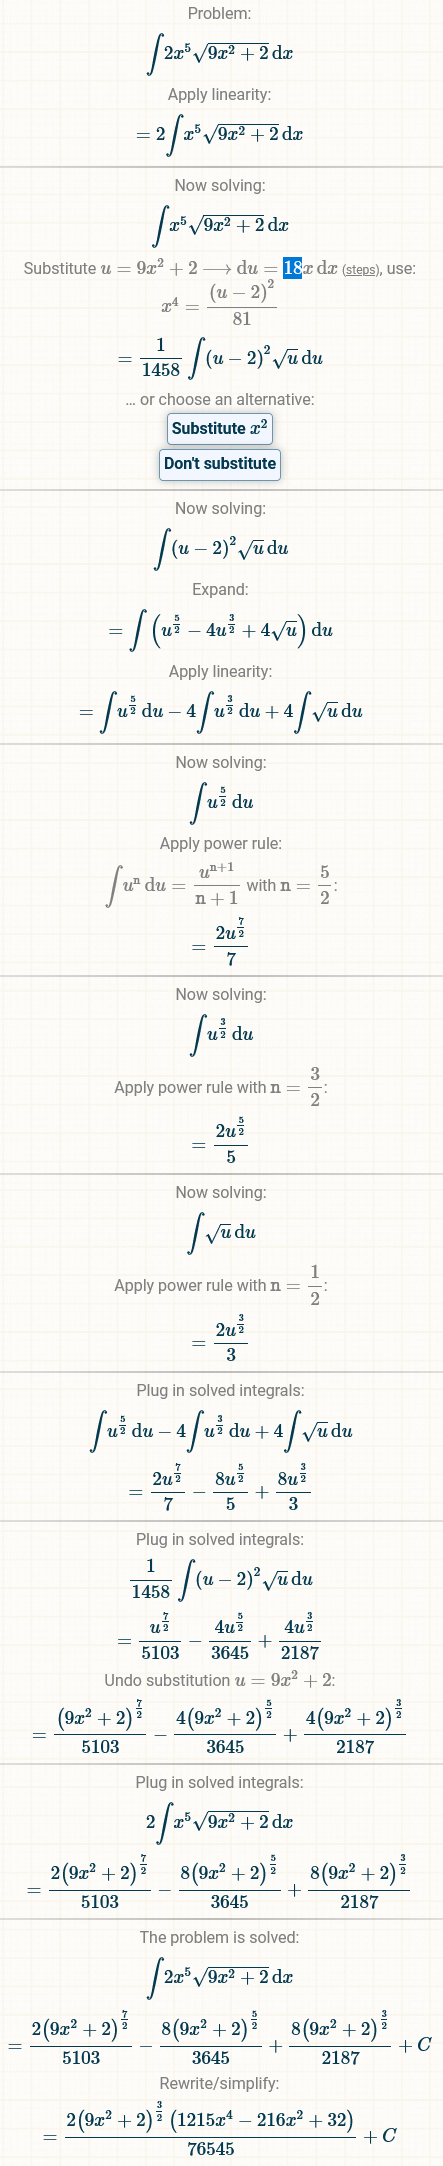 Problem:
∫ 2x⁵√(9x² + 2) dx
Apply linearity:
= 2 ∫ x⁵√(9x² + 2) dx
Now solving:
∫ x⁵√(9x² + 2) dx
Substitute u = 9x² + 2 ⟶ du = 18x dx (steps), use:
x⁴ = (u − 2)²/81
= 1/1458 ∫ (u − 2)²√u du
... or choose an alternative:
Substitute x²
Don't substitute
Now solving:
∫ (u − 2)²√u du
Expand:
= ∫ (u^(5/2) − 4u^(3/2) + 4√u) du
Apply linearity:
= ∫ u^(5/2) du − 4 ∫ u^(3/2) du + 4 ∫ √u du
Now solving:
∫ u^(5/2) du
Apply power rule:
∫ uⁿ du = u^(n+1)/(n + 1) with n = 5/2:
= 2u^(7/2)/7
Now solving:
∫ u^(3/2) du
Apply power rule with n = 3/2:
= 2u^(5/2)/5
Now solving:
∫ √u du
Apply power rule with n = 1/2:
= 2u^(3/2)/3
Plug in solved integrals:
∫ u^(5/2) du − 4 ∫ u^(3/2) du + 4 ∫ √u du
= 2u^(7/2)/7 − 8u^(5/2)/5 + 8u^(3/2)/3
Plug in solved integrals:
1/1458 ∫ (u − 2)²√u du
= u^(7/2)/5103 − 4u^(5/2)/3645 + 4u^(3/2)/2187
Undo substitution u = 9x² + 2:
= (9x² + 2)^(7/2)/5103 − 4(9x² + 2)^(5/2)/3645 + 4(9x² + 2)^(3/2)/2187
Plug in solved integrals:
2 ∫ x⁵√(9x² + 2) dx
= 2(9x² + 2)^(7/2)/5103 − 8(9x² + 2)^(5/2)/3645 + 8(9x² + 2)^(3/2)/2187
The problem is solved:
∫ 2x⁵√(9x² + 2) dx
= 2(9x² + 2)^(7/2)/5103 − 8(9x² + 2)^(5/2)/3645 + 8(9x² + 2)^(3/2)/2187 + C
Rewrite/simplify:
= 2(9x² + 2)^(3/2) (1215x⁴ − 216x² + 32)/76545 + C